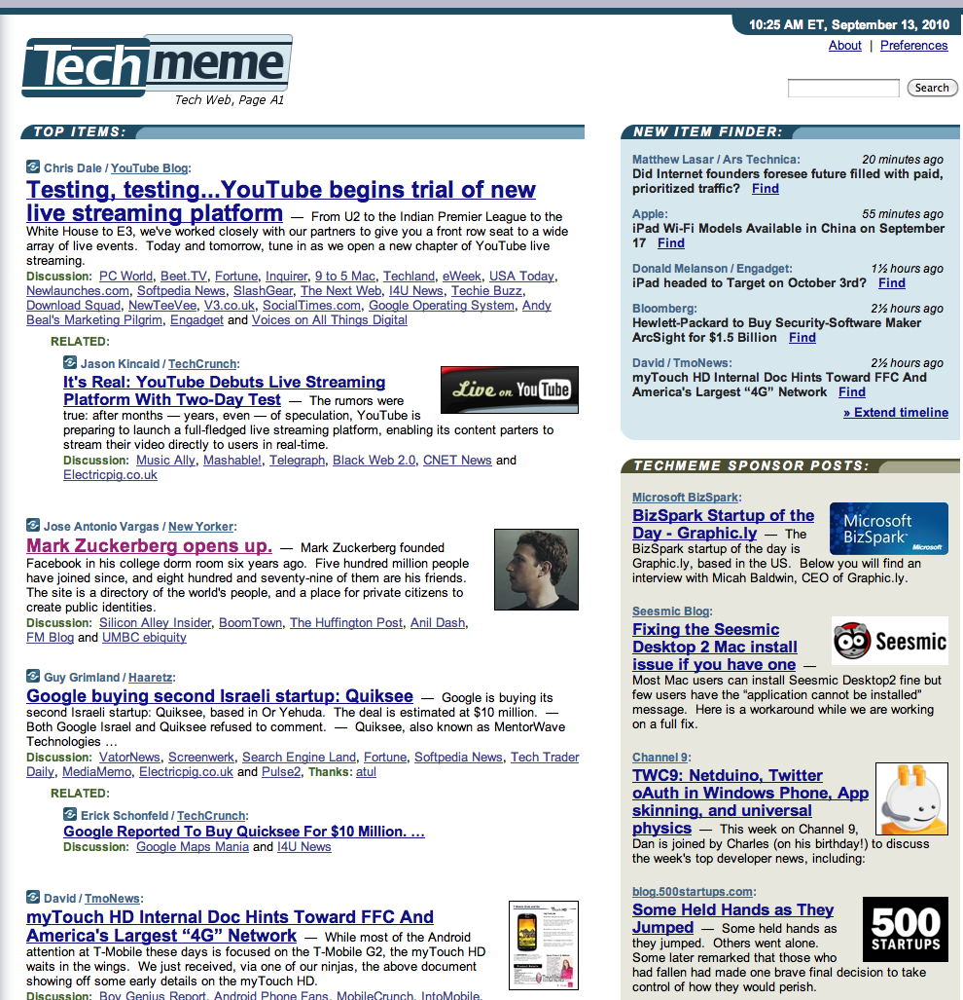 10:25 AM ET, September 13, 2010
About | Preferences
Techmeme
Tech Web, Page A1
Search
TOP ITEMS:
Chris Dale / YouTube Blog:
Testing, testing...YouTube begins trial of new
live streaming platform — From U2 to the Indian Premier League to the
White House to E3, we've worked closely with our partners to give you a front row seat to a wide
array of live events. Today and tomorrow, tune in as we open a new chapter of YouTube live
streaming.
Discussion: PC World, Beet.TV, Fortune, Inquirer, 9 to 5 Mac, Techland, eWeek, USA Today,
Newlaunches.com, Softpedia News, SlashGear, The Next Web, I4U News, Techie Buzz,
Download Squad, NewTeeVee, V3.co.uk, SocialTimes.com, Google Operating System, Andy
Beal's Marketing Pilgrim, Engadget and Voices on All Things Digital
RELATED:
Jason Kincaid / TechCrunch:
It's Real: YouTube Debuts Live Streaming
Platform With Two-Day Test — The rumors were
true: after months — years, even — of speculation, YouTube is
preparing to launch a full-fledged live streaming platform, enabling its content parters to
stream their video directly to users in real-time.
Live on YouTube
Discussion: Music Ally, Mashable!, Telegraph, Black Web 2.0, CNET News and
Electricpig.co.uk
Jose Antonio Vargas / New Yorker:
Mark Zuckerberg opens up. — Mark Zuckerberg founded
Facebook in his college dorm room six years ago. Five hundred million people
have joined since, and eight hundred and seventy-nine of them are his friends.
The site is a directory of the world's people, and a place for private citizens to
create public identities.
Discussion: Silicon Alley Insider, BoomTown, The Huffington Post, Anil Dash,
FM Blog and UMBC ebiquity
Guy Grimland / Haaretz:
Google buying second Israeli startup: Quiksee — Google is buying its
second Israeli startup: Quiksee, based in Or Yehuda. The deal is estimated at $10 million. —
Both Google Israel and Quiksee refused to comment. — Quiksee, also known as MentorWave
Technologies …
Discussion: VatorNews, Screenwerk, Search Engine Land, Fortune, Softpedia News, Tech Trader
Daily, MediaMemo, Electricpig.co.uk and Pulse2, Thanks: atul
RELATED:
Erick Schonfeld / TechCrunch:
Google Reported To Buy Quicksee For $10 Million. …
Discussion: Google Maps Mania and I4U News
David / TmoNews:
myTouch HD Internal Doc Hints Toward FFC And
America's Largest “4G” Network — While most of the Android
attention at T-Mobile these days is focused on the T-Mobile G2, the myTouch HD
waits in the wings. We just received, via one of our ninjas, the above document
showing off some early details on the myTouch HD.
Discussion: Boy Genius Report, Android Phone Fans, MobileCrunch, IntoMobile,
NEW ITEM FINDER:
Matthew Lasar / Ars Technica: 20 minutes ago
Did Internet founders foresee future filled with paid,
prioritized traffic? Find
Apple: 55 minutes ago
iPad Wi-Fi Models Available in China on September
17 Find
Donald Melanson / Engadget: 1½ hours ago
iPad headed to Target on October 3rd? Find
Bloomberg: 2½ hours ago
Hewlett-Packard to Buy Security-Software Maker
ArcSight for $1.5 Billion Find
David / TmoNews: 2½ hours ago
myTouch HD Internal Doc Hints Toward FFC And
America's Largest “4G” Network Find
» Extend timeline
TECHMEME SPONSOR POSTS:
Microsoft BizSpark:
BizSpark Startup of the
Day - Graphic.ly — The
BizSpark startup of the day is
Graphic.ly, based in the US. Below you will find an
interview with Micah Baldwin, CEO of Graphic.ly.
Microsoft
BizSpark™
Microsoft
Seesmic Blog:
Fixing the Seesmic
Desktop 2 Mac install
issue if you have one —
Most Mac users can install Seesmic Desktop2 fine but
few users have the “application cannot be installed”
message. Here is a workaround while we are working
on a full fix.
Seesmic
Channel 9:
TWC9: Netduino, Twitter
oAuth in Windows Phone, App
skinning, and universal
physics — This week on Channel 9,
Dan is joined by Charles (on his birthday!) to discuss
the week's top developer news, including:
blog.500startups.com:
Some Held Hands as They
Jumped — Some held hands as
they jumped. Others went alone.
Some later remarked that those who
had fallen had made one brave final decision to take
control of how they would perish.
500
STARTUPS